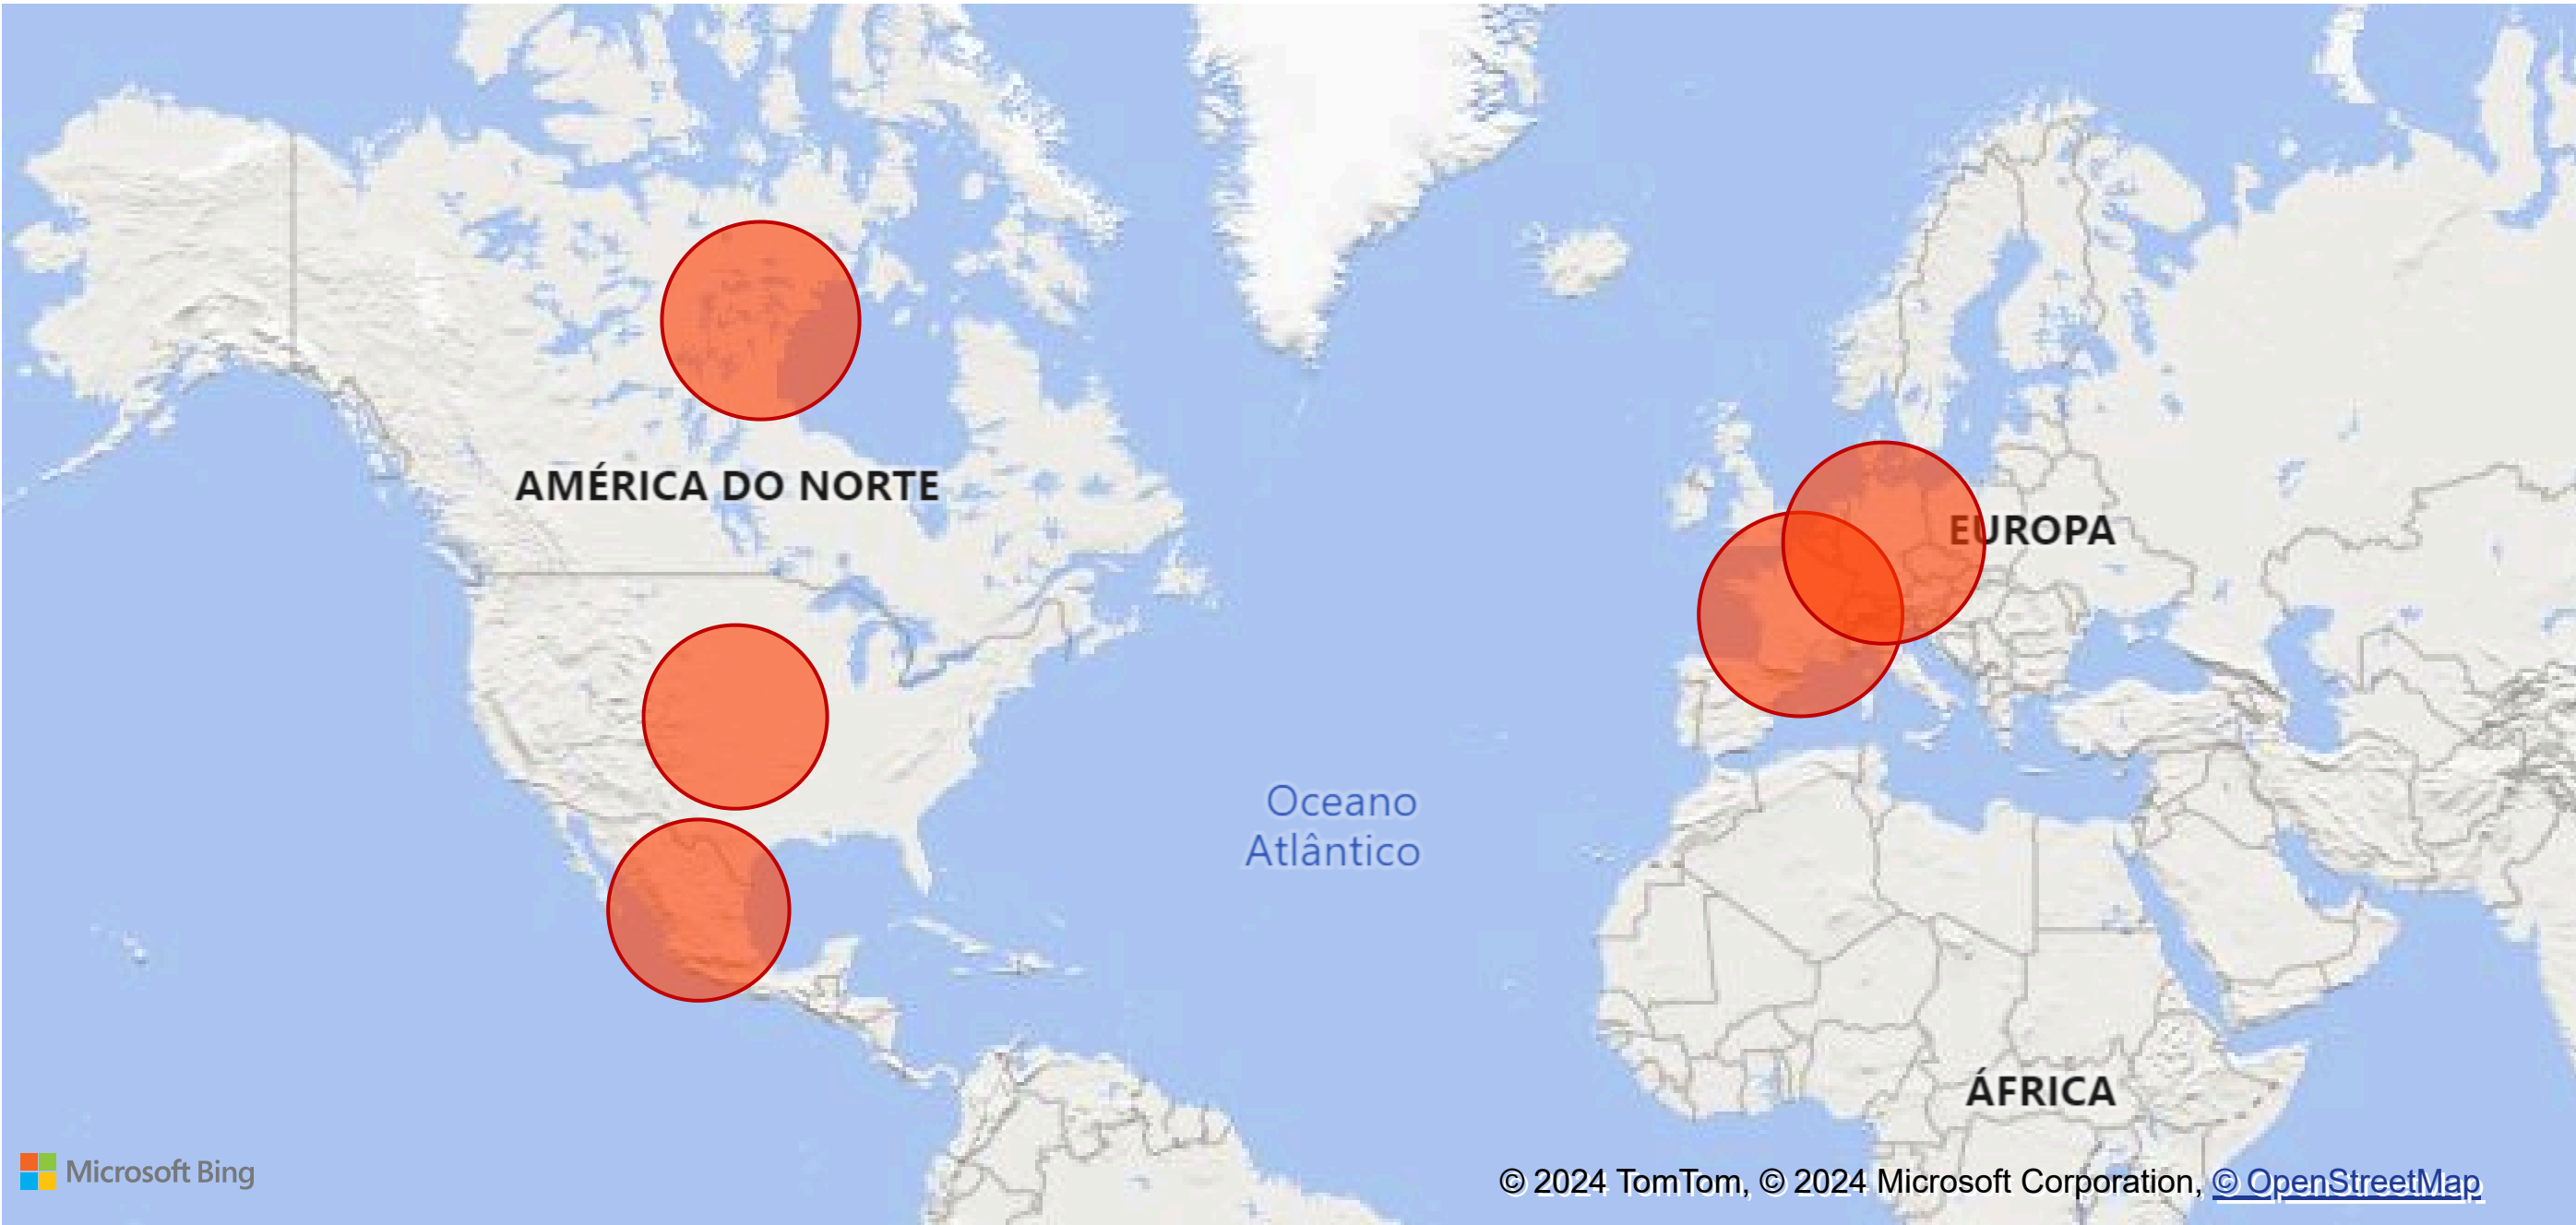 AMÉRICA DO NORTE
EUROPA
Oceano
Atlântico
ÁFRICA
Microsoft Bing
© 2024 TomTom, © 2024 Microsoft Corporation, © OpenStreetMap